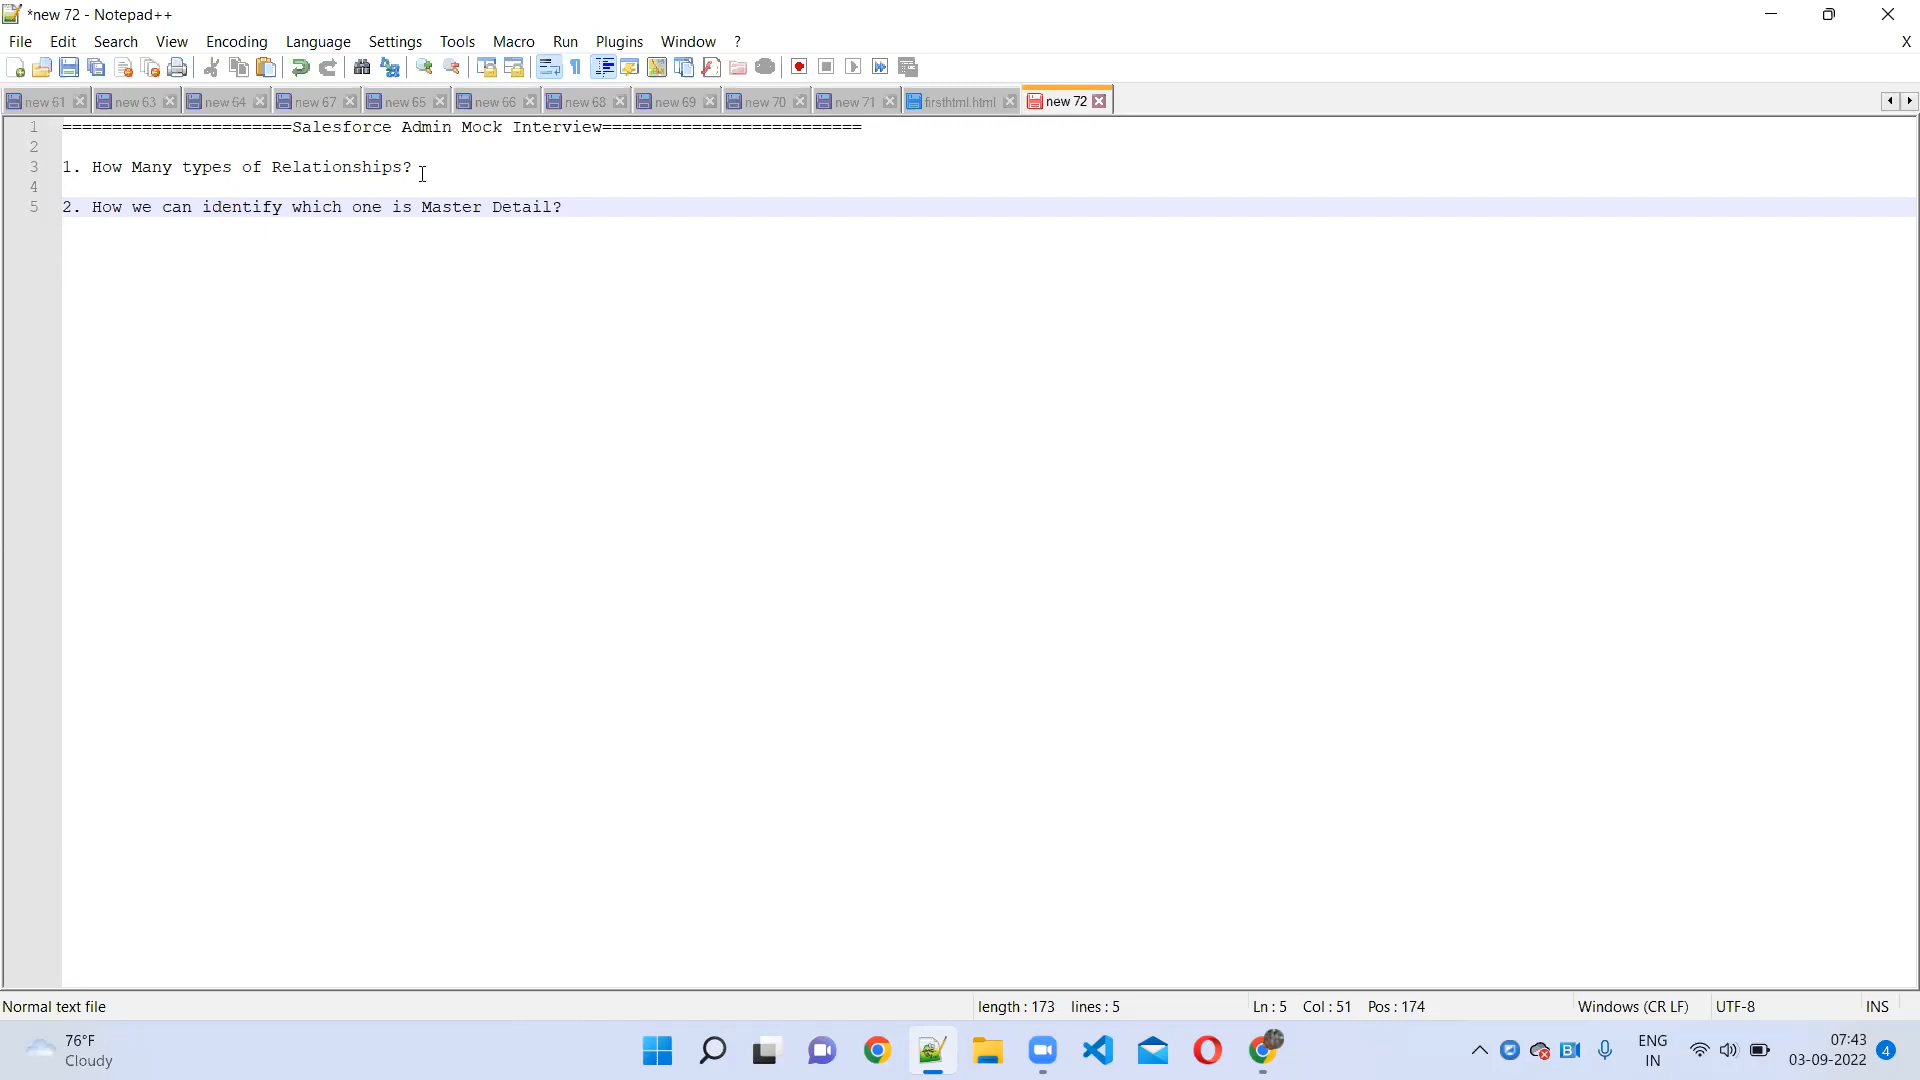 *new 72 - Notepad++
File Edit Search View Encoding Language Settings Tools Macro Run Plugins Window ? X
new 61 new 63 new 64 new 67 new 65 new 66 new 68 new 69 new 70 new 71 firsthtml.html new 72
1 =======================Salesforce Admin Mock Interview==========================
2
3 1. How Many types of Relationships?
4
5 2. How we can identify which one is Master Detail?
Normal text file length : 173 lines : 5 Ln : 5 Col : 51 Pos : 174 Windows (CR LF) UTF-8 INS
76°F
Cloudy
ENG
IN
07:43
03-09-2022
4